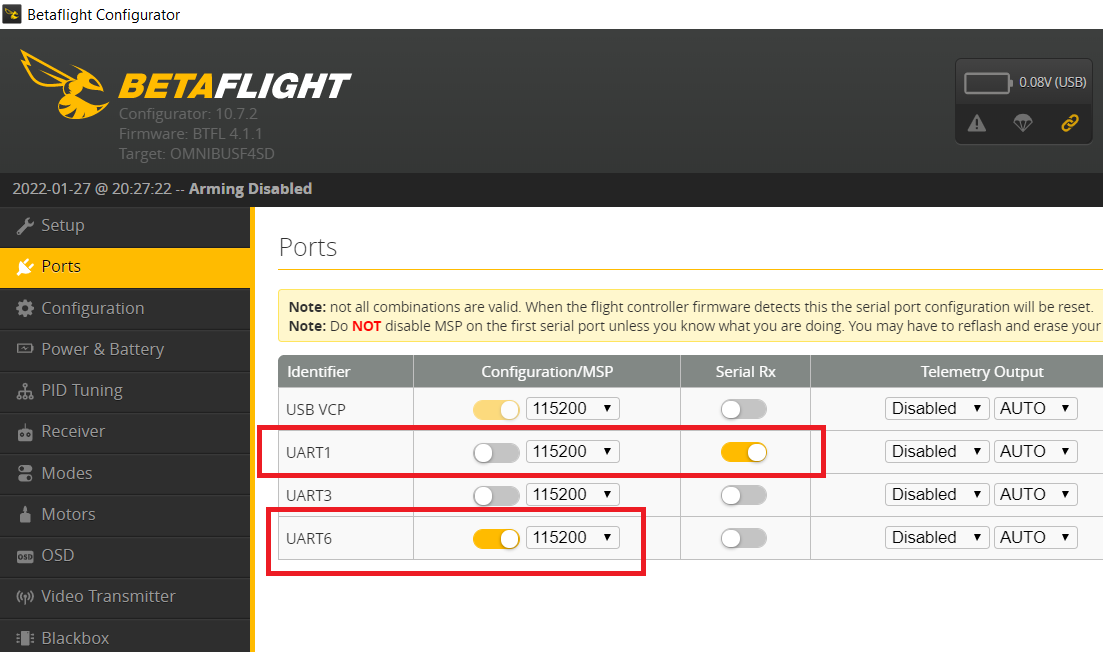 Betaflight Configurator
BETAFLIGHT
Configurator: 10.7.2
Firmware: BTFL 4.1.1
Target: OMNIBUSF4SD
0.08V (USB)
2022-01-27 @ 20:27:22 -- Arming Disabled
Setup
Ports
Configuration
Power & Battery
PID Tuning
Receiver
Modes
Motors
OSD OSD
Video Transmitter
Blackbox
Ports
Note: not all combinations are valid. When the flight controller firmware detects this the serial port configuration will be reset.
Note: Do NOT disable MSP on the first serial port unless you know what you are doing. You may have to reflash and erase your
Identifier Configuration/MSP Serial Rx Telemetry Output
USB VCP 115200 Disabled AUTO
UART1 115200 Disabled AUTO
UART3 115200 Disabled AUTO
UART6 115200 Disabled AUTO